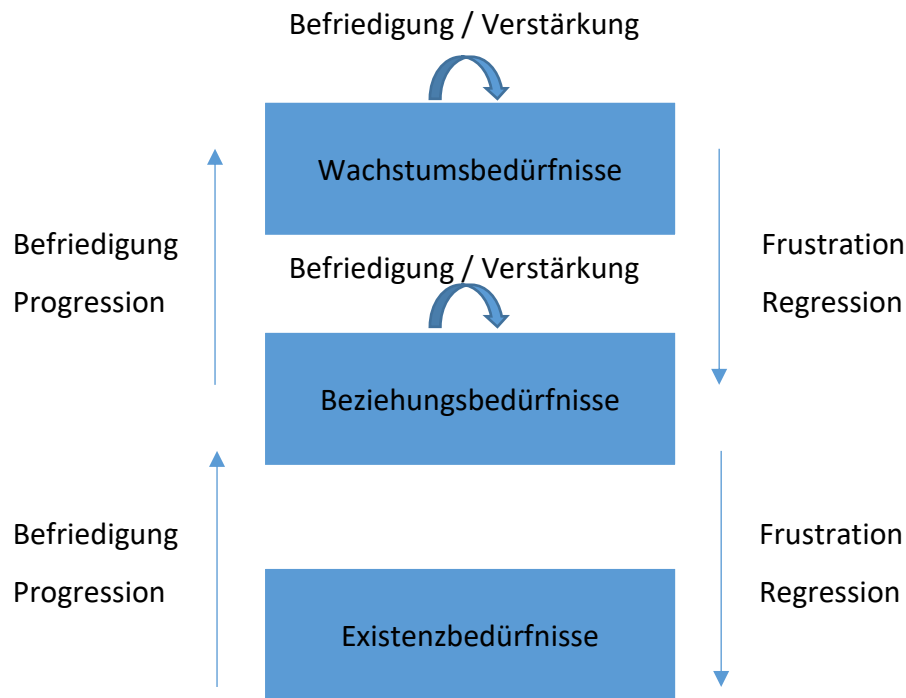 Befriedigung / Verstärkung
Wachstumsbedürfnisse
Befriedigung
Progression
Frustration
Regression
Befriedigung / Verstärkung
Beziehungsbedürfnisse
Befriedigung
Progression
Frustration
Regression
Existenzbedürfnisse